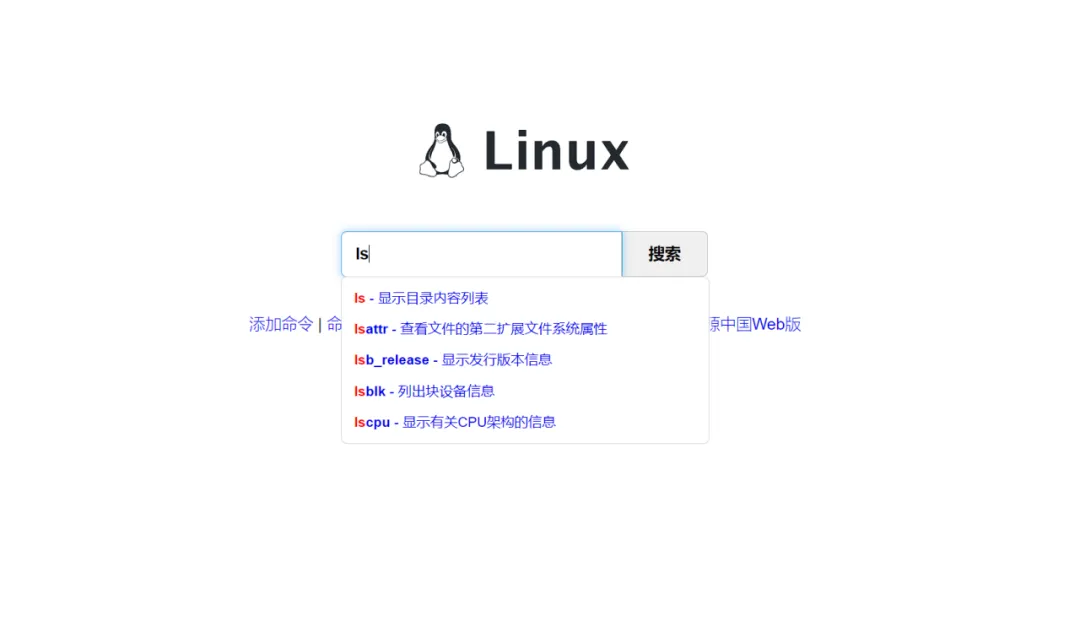 Linux
ls
搜索
ls - 显示目录内容列表
lsattr - 查看文件的第二扩展文件系统属性
添加命令 | 命
源中国Web版
lsb_release - 显示发行版本信息
lsblk - 列出块设备信息
lscpu - 显示有关CPU架构的信息